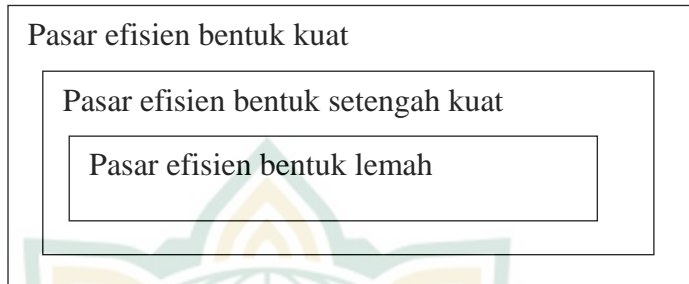 Pasar efisien bentuk kuat
Pasar efisien bentuk setengah kuat
Pasar efisien bentuk lemah